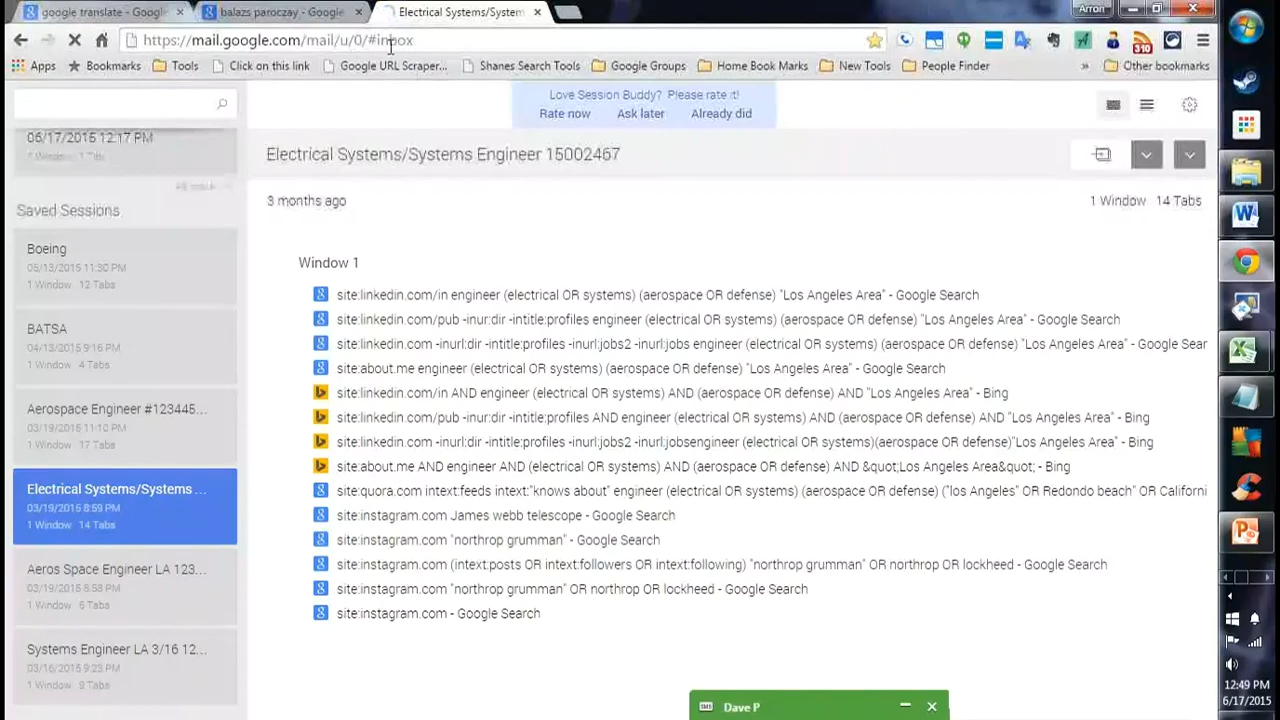 google translate - Google
balazs paroczay - Google
Electrical Systems/System
Arron
https://mail.google.com/mail/u/0/#inbox
310
Apps
Bookmarks
Tools
Click on this link
Google URL Scraper...
Shanes Search Tools
Google Groups
Home Book Marks
New Tools
People Finder
»
Other bookmarks
Love Session Buddy? Please rate it!
Rate now
Ask later
Already did
06/17/2015 12:17 PM
1 Window 1 Tab
Electrical Systems/Systems Engineer 15002467
3 months ago
1 Window 14 Tabs
Saved Sessions
Boeing
05/13/2015 11:30 PM
1 Window 12 Tabs
BATSA
04/13/2015 9:16 PM
1 Window 4 Tabs
Aerospace Engineer #123445...
03/19/2015 11:10 PM
1 Window 17 Tabs
Electrical Systems/Systems ...
03/19/2015 8:59 PM
1 Window 14 Tabs
Aeros Space Engineer LA 123...
03/19/2015 8:58 PM
1 Window 6 Tabs
Systems Engineer LA 3/16 12...
03/16/2015 9:23 PM
1 Window 9 Tabs
Window 1
site:linkedin.com/in engineer (electrical OR systems) (aerospace OR defense) "Los Angeles Area" - Google Search
site:linkedin.com/pub -inur:dir -intitle:profiles engineer (electrical OR systems) (aerospace OR defense) "Los Angeles Area" - Google Search
site:linkedin.com -inurl:dir -intitle:profiles -inurl:jobs2 -inurl:jobs engineer (electrical OR systems) (aerospace OR defense) "Los Angeles Area" - Google Sear
site:about.me engineer (electrical OR systems) (aerospace OR defense) "Los Angeles Area" - Google Search
site:linkedin.com/in AND engineer (electrical OR systems) AND (aerospace OR defense) AND "Los Angeles Area" - Bing
site:linkedin.com/pub -inur:dir -intitle:profiles AND engineer (electrical OR systems) AND (aerospace OR defense) AND "Los Angeles Area" - Bing
site:linkedin.com -inurl:dir -intitle:profiles -inurl:jobs2 -inurl:jobsengineer (electrical OR systems)(aerospace OR defense)"Los Angeles Area" - Bing
site:about.me AND engineer AND (electrical OR systems) AND (aerospace OR defense) AND &quot;Los Angeles Area&quot; - Bing
site:quora.com intext:feeds intext:"knows about" engineer (electrical OR systems) (aerospace OR defense) ("los Angeles" OR Redondo beach" OR Californi
site:instagram.com James webb telescope - Google Search
site:instagram.com "northrop grumman" - Google Search
site:instagram.com (intext:posts OR intext:followers OR intext:following) "northrop grumman" OR northrop OR lockheed - Google Search
site:instagram.com "northrop grumman" OR northrop OR lockheed - Google Search
site:instagram.com - Google Search
SMS
Dave P
12:49 PM
6/17/2015